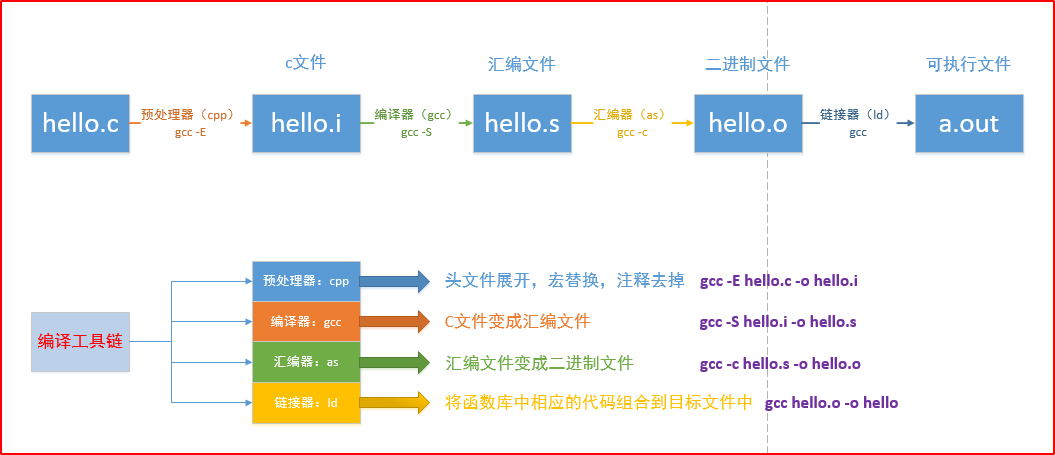 c文件 汇编文件 二进制文件 可执行文件
hello.c 预处理器（cpp） hello.i 编译器（gcc） hello.s 汇编器（as） hello.o 链接器（ld） a.out
gcc -E gcc -S gcc -c gcc
预处理器：cpp 头文件展开，宏替换，注释去掉 gcc -E hello.c -o hello.i
编译器：gcc C文件变成汇编文件 gcc -S hello.i -o hello.s
编译工具链
汇编器：as 汇编文件变成二进制文件 gcc -c hello.s -o hello.o
链接器：ld 将函数库中相应的代码组合到目标文件中 gcc hello.o -o hello